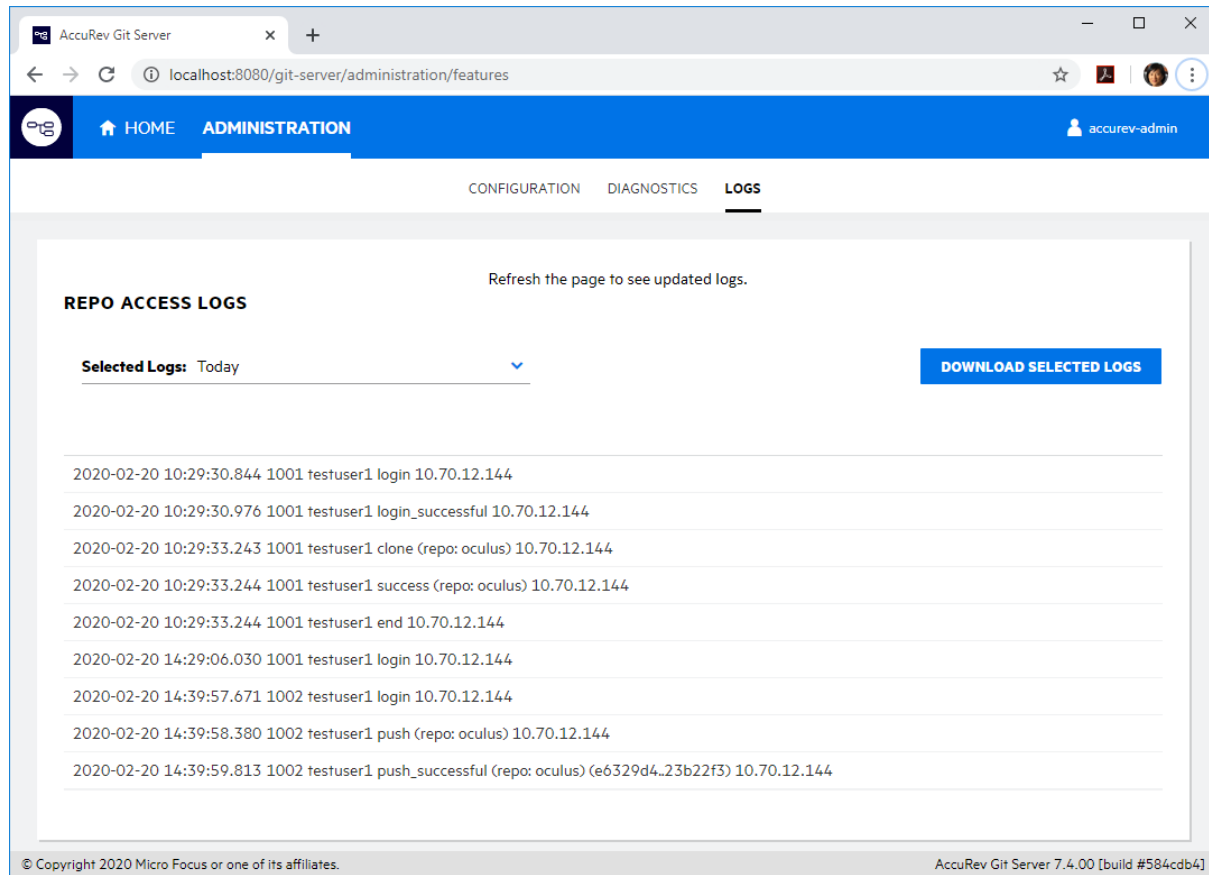 AccuRev Git Server
localhost:8080/git-server/administration/features
HOME ADMINISTRATION accurev-admin
CONFIGURATION DIAGNOSTICS LOGS
Refresh the page to see updated logs.
REPO ACCESS LOGS
Selected Logs: Today DOWNLOAD SELECTED LOGS
2020-02-20 10:29:30.844 1001 testuser1 login 10.70.12.144
2020-02-20 10:29:30.976 1001 testuser1 login_successful 10.70.12.144
2020-02-20 10:29:33.243 1001 testuser1 clone (repo: oculus) 10.70.12.144
2020-02-20 10:29:33.244 1001 testuser1 success (repo: oculus) 10.70.12.144
2020-02-20 10:29:33.244 1001 testuser1 end 10.70.12.144
2020-02-20 14:29:06.030 1001 testuser1 login 10.70.12.144
2020-02-20 14:39:57.671 1002 testuser1 login 10.70.12.144
2020-02-20 14:39:58.380 1002 testuser1 push (repo: oculus) 10.70.12.144
2020-02-20 14:39:59.813 1002 testuser1 push_successful (repo: oculus) (e6329d4..23b22f3) 10.70.12.144
© Copyright 2020 Micro Focus or one of its affiliates. AccuRev Git Server 7.4.00 [build #584cdb4]